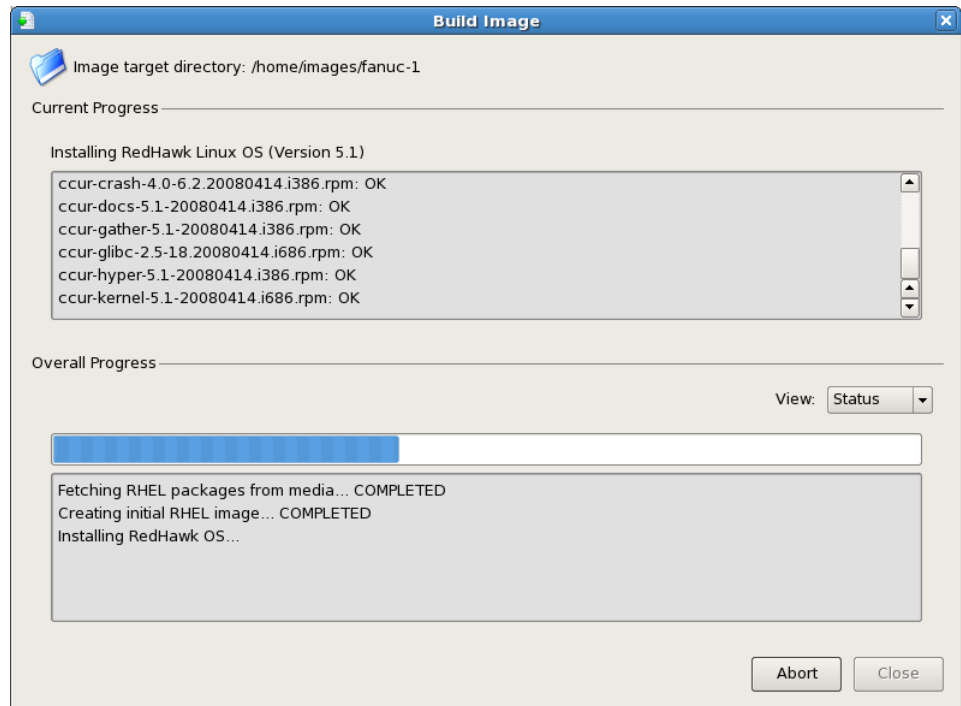 Build Image
Image target directory: /home/images/fanuc-1
Current Progress
Installing RedHawk Linux OS (Version 5.1)
ccur-crash-4.0-6.2.20080414.i386.rpm: OK
ccur-docs-5.1-20080414.i386.rpm: OK
ccur-gather-5.1-20080414.i386.rpm: OK
ccur-glibc-2.5-18.20080414.i686.rpm: OK
ccur-hyper-5.1-20080414.i386.rpm: OK
ccur-kernel-5.1-20080414.i686.rpm: OK
Overall Progress
View: Status
Fetching RHEL packages from media... COMPLETED
Creating initial RHEL image... COMPLETED
Installing RedHawk OS...
Abort Close